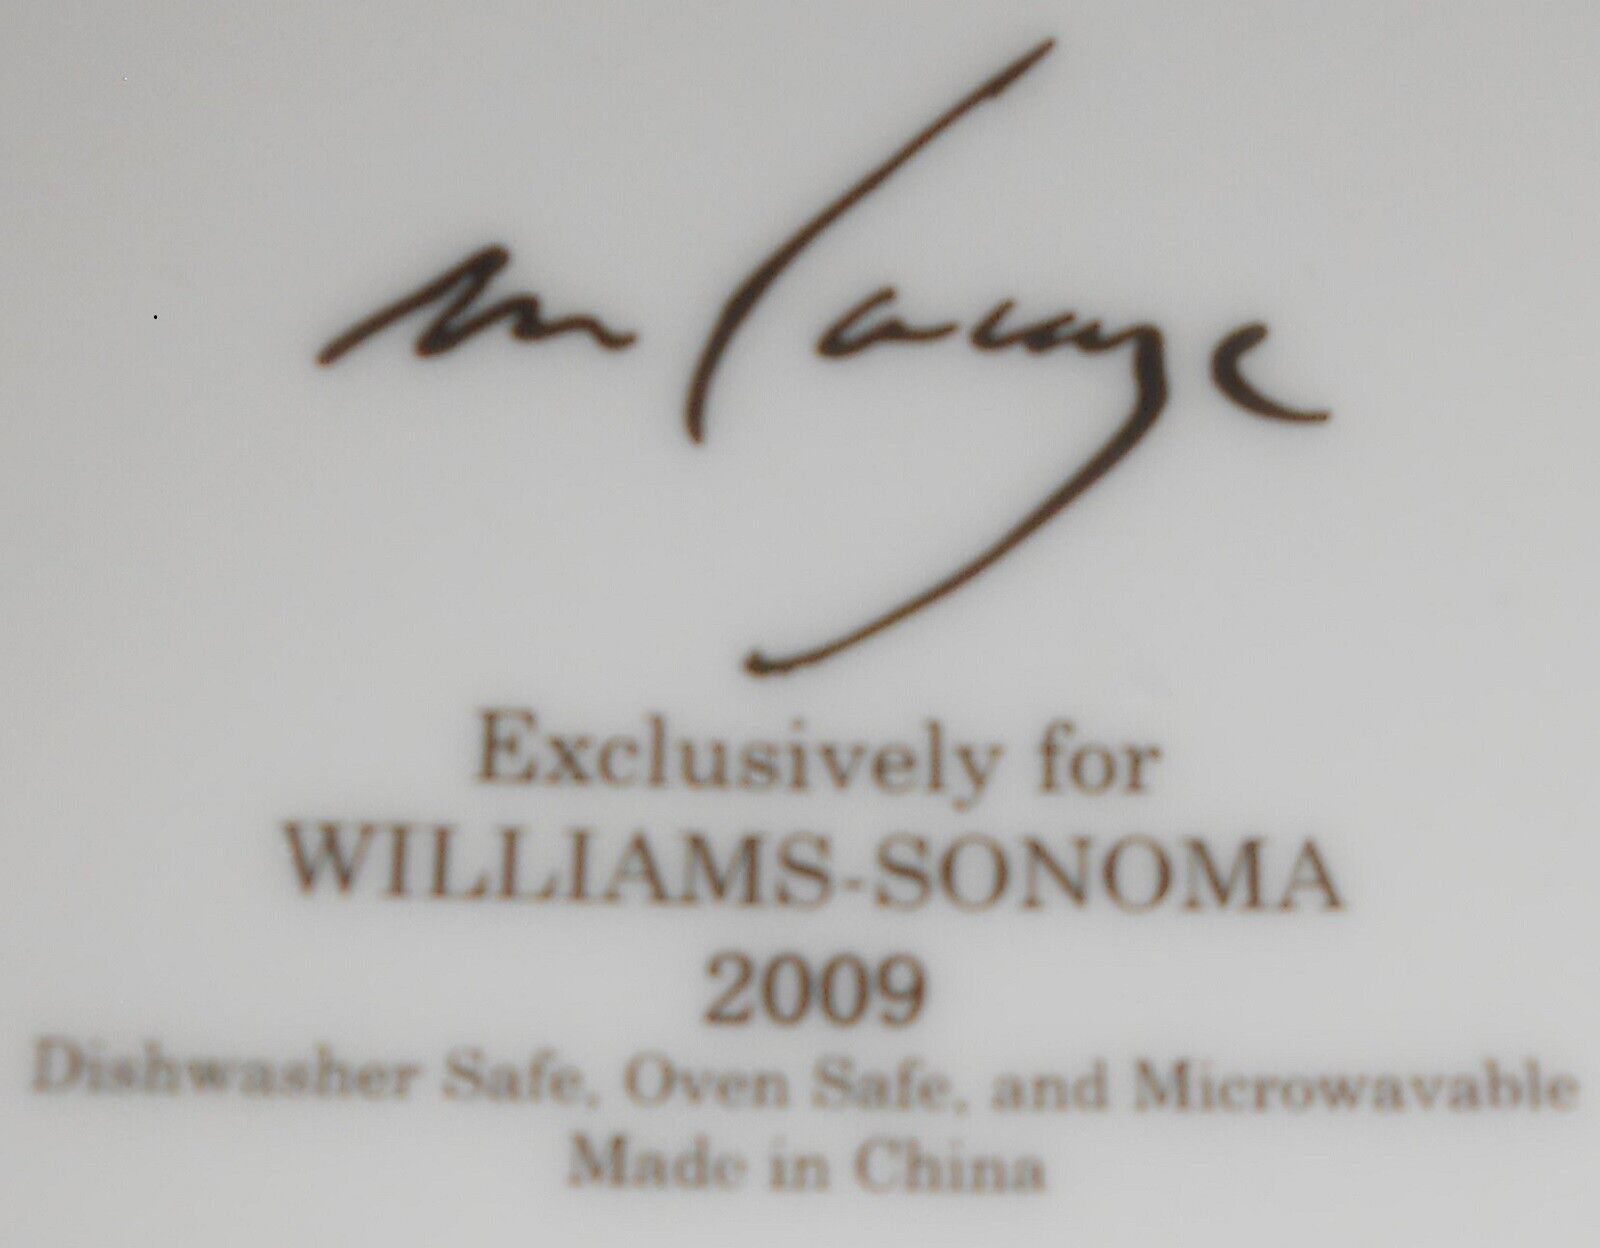 Exclusively for
WILLIAMS-SONOMA
2009
Dishwasher Safe, Oven Safe, and Microwavable
Made in China